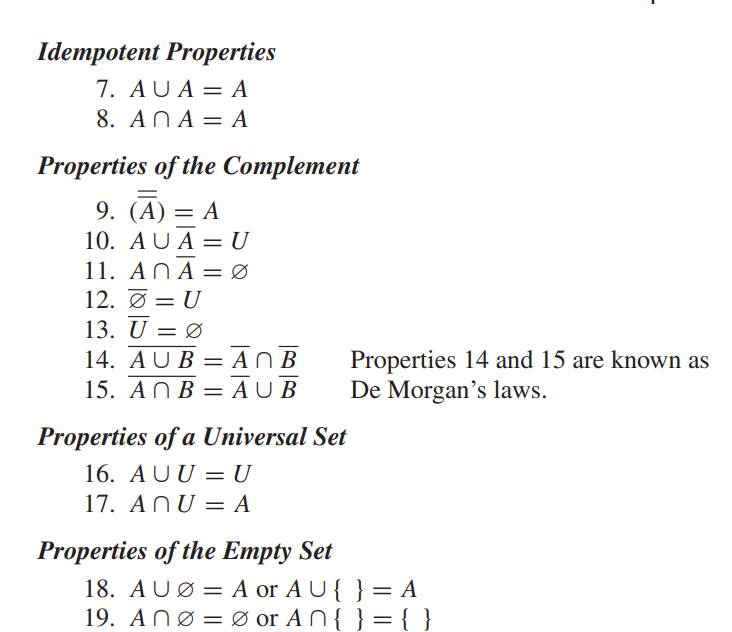 Idempotent Properties
7. A ∪ A = A
8. A ∩ A = A
Properties of the Complement
9. (A̿) = A
10. A ∪ A̅ = U
11. A ∩ A̅ = ∅
12. ∅̅ = U
13. U̅ = ∅
14. A̅ ̅∪̅ ̅B̅ = A̅ ∩ B̅ Properties 14 and 15 are known as
15. A̅ ̅∩̅ ̅B̅ = A̅ ∪ B̅ De Morgan’s laws.
Properties of a Universal Set
16. A ∪ U = U
17. A ∩ U = A
Properties of the Empty Set
18. A ∪ ∅ = A or A ∪ { } = A
19. A ∩ ∅ = ∅ or A ∩ { } = { }